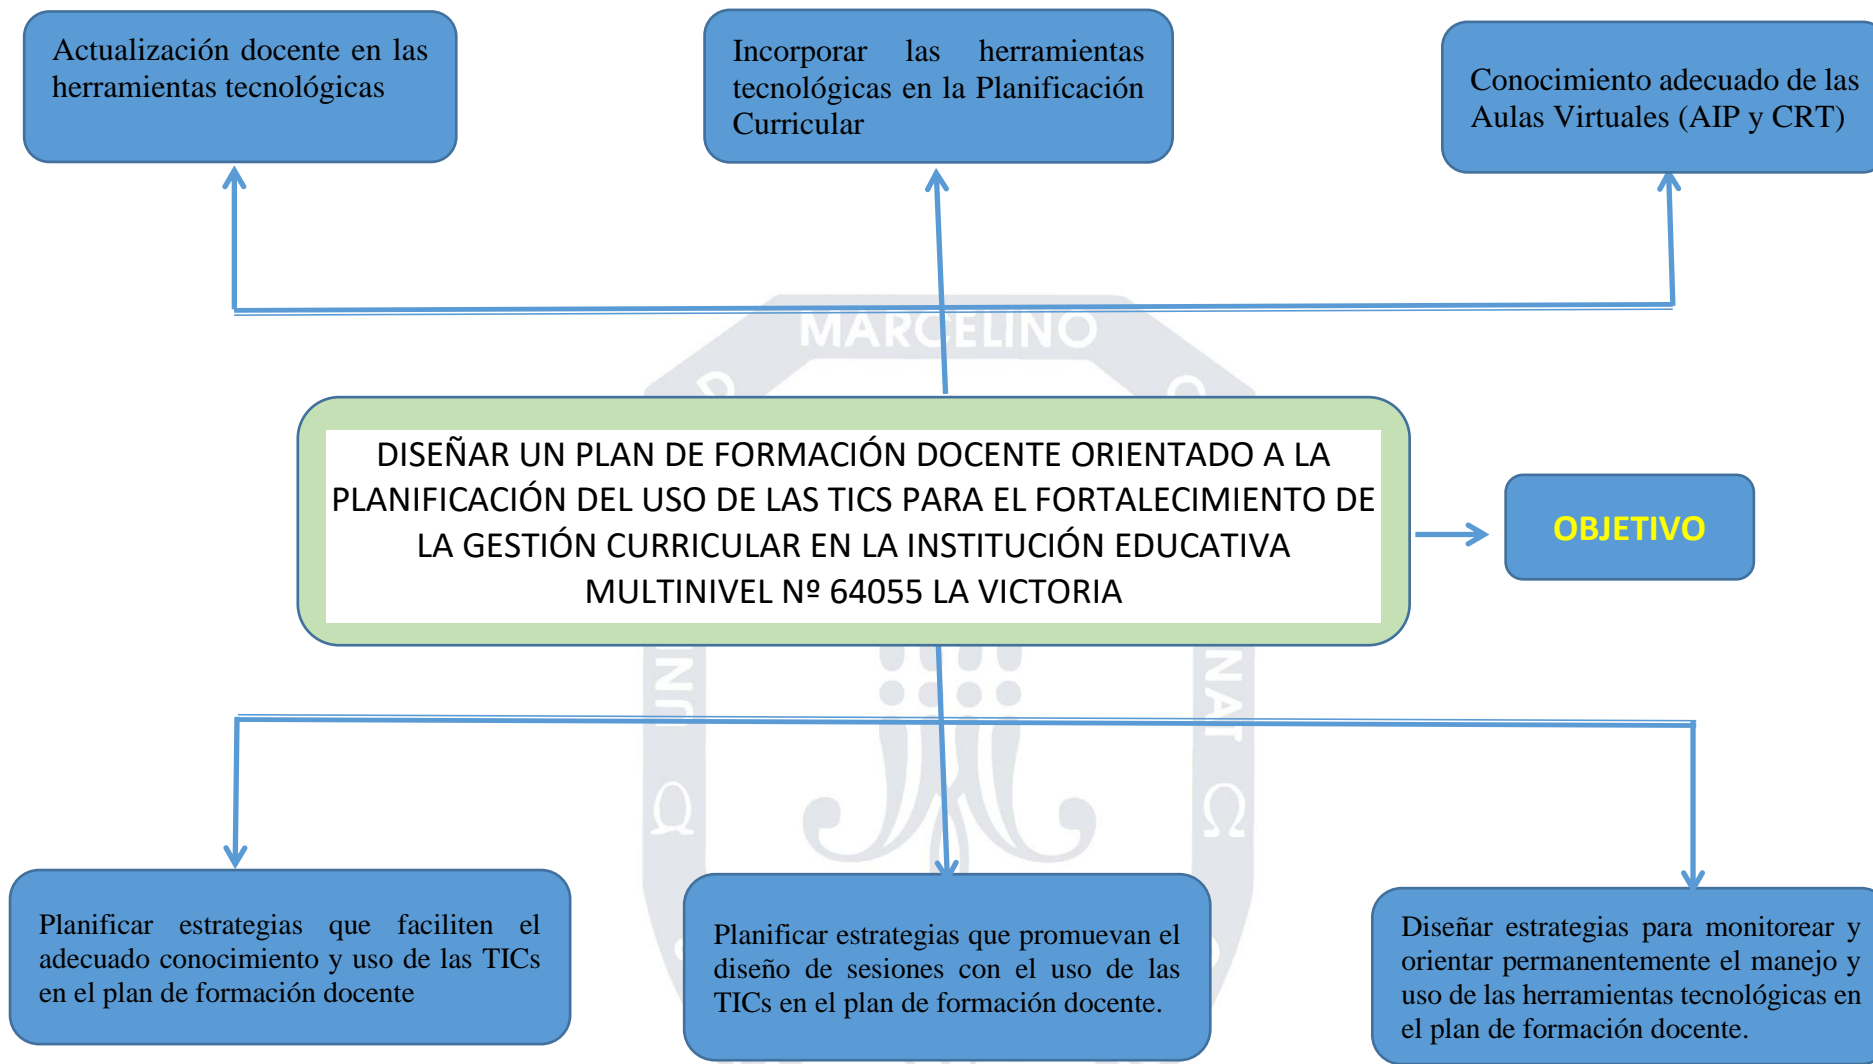 Actualización docente en las
herramientas tecnológicas
Incorporar las herramientas
tecnológicas en la Planificación
Curricular
Conocimiento adecuado de las
Aulas Virtuales (AIP y CRT)
MARCELINO
DISEÑAR UN PLAN DE FORMACIÓN DOCENTE ORIENTADO A LA
PLANIFICACIÓN DEL USO DE LAS TICS PARA EL FORTALECIMIENTO DE
LA GESTIÓN CURRICULAR EN LA INSTITUCIÓN EDUCATIVA
MULTINIVEL Nº 64055 LA VICTORIA
OBJETIVO
UN
NAT
Ω
Ω
Planificar estrategias que faciliten el
adecuado conocimiento y uso de las TICs
en el plan de formación docente
Planificar estrategias que promuevan el
diseño de sesiones con el uso de las
TICs en el plan de formación docente.
Diseñar estrategias para monitorear y
orientar permanentemente el manejo y
uso de las herramientas tecnológicas en
el plan de formación docente.